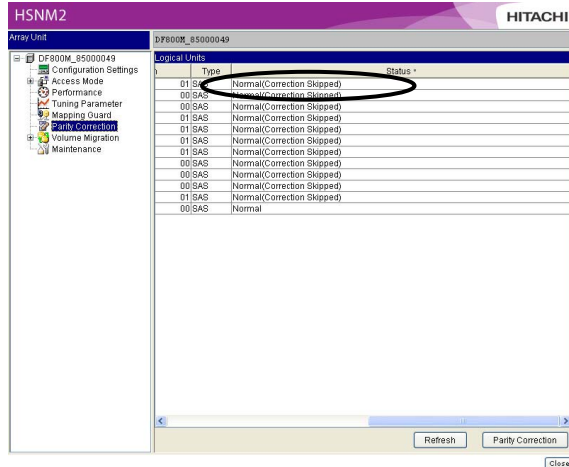 HSNM2
HITACHI
Array Unit
DF800M_85000049
DF800M_85000049
Configuration Settings
Access Mode
Performance
Tuning Parameter
Mapping Guard
Parity Correction
Volume Migration
Maintenance
Logical Units
Type Status
01 SAS Normal(Correction Skipped)
00 SAS Normal(Correction Skipped)
00 SAS Normal(Correction Skipped)
01 SAS Normal(Correction Skipped)
01 SAS Normal(Correction Skipped)
01 SAS Normal(Correction Skipped)
01 SAS Normal(Correction Skipped)
00 SAS Normal(Correction Skipped)
00 SAS Normal(Correction Skipped)
00 SAS Normal(Correction Skipped)
01 SAS Normal(Correction Skipped)
00 SAS Normal
Refresh Parity Correction
Close